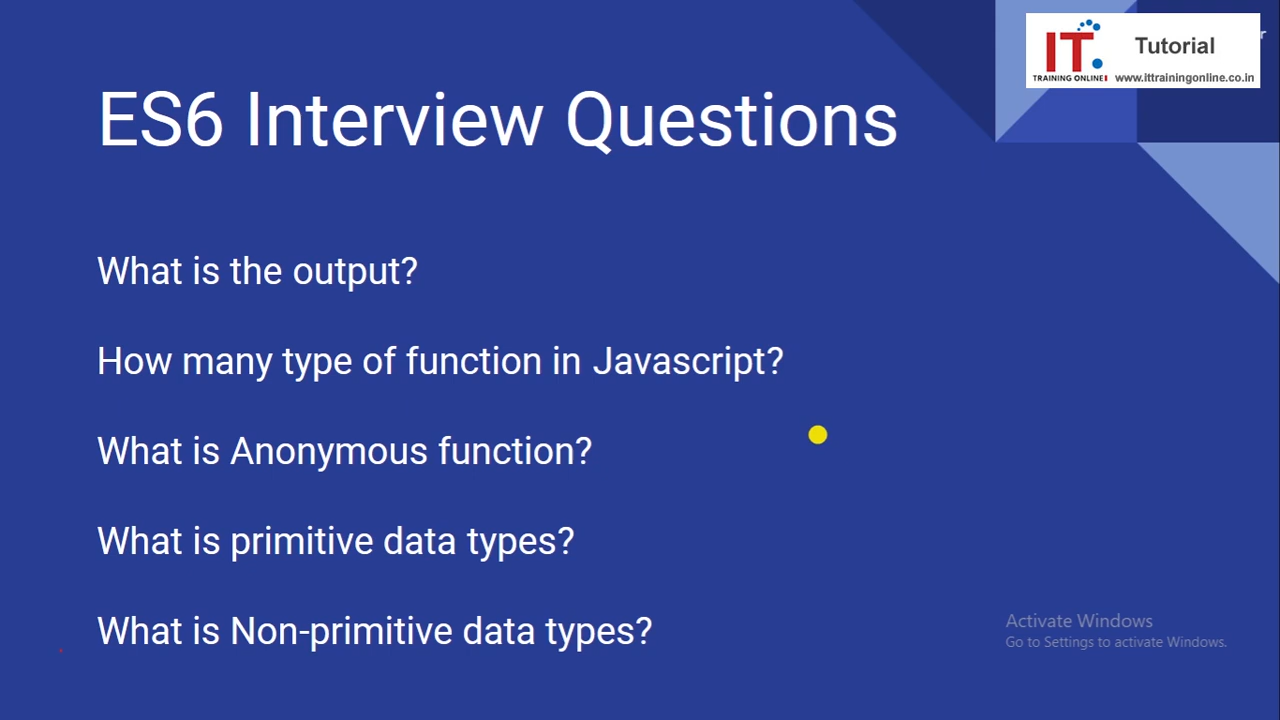 ES6 Interview Questions
IT.
TRAINING ONLINE
Tutorial
www.ittrainingonline.co.in
What is the output?
How many type of function in Javascript?
What is Anonymous function?
What is primitive data types?
What is Non-primitive data types?
Activate Windows
Go to Settings to activate Windows.